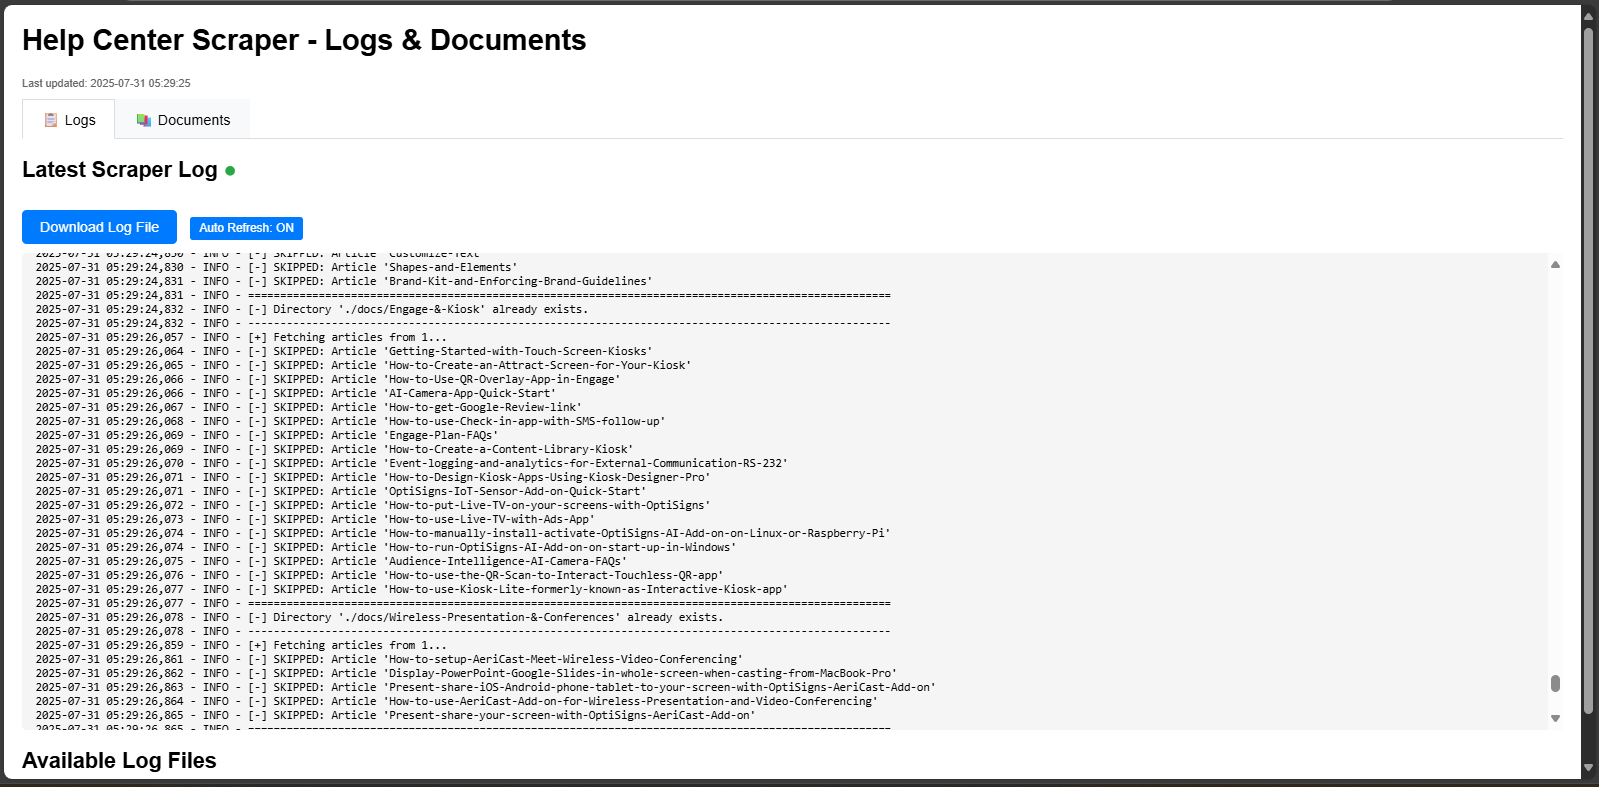 Help Center Scraper - Logs & Documents
Last updated: 2025-07-31 05:29:25
Logs
Documents
Latest Scraper Log
Download Log File
Auto Refresh: ON
2025-07-31 05:29:24,830 - INFO - [-] SKIPPED: Article 'Customize-Text'
2025-07-31 05:29:24,830 - INFO - [-] SKIPPED: Article 'Shapes-and-Elements'
2025-07-31 05:29:24,831 - INFO - [-] SKIPPED: Article 'Brand-Kit-and-Enforcing-Brand-Guidelines'
2025-07-31 05:29:24,831 - INFO - ====================================================================================================
2025-07-31 05:29:24,832 - INFO - [-] Directory './docs/Engage-&-Kiosk' already exists.
2025-07-31 05:29:24,832 - INFO - ----------------------------------------------------------------------------------------------------
2025-07-31 05:29:26,057 - INFO - [+] Fetching articles from 1...
2025-07-31 05:29:26,064 - INFO - [-] SKIPPED: Article 'Getting-Started-with-Touch-Screen-Kiosks'
2025-07-31 05:29:26,065 - INFO - [-] SKIPPED: Article 'How-to-Create-an-Attract-Screen-for-Your-Kiosk'
2025-07-31 05:29:26,066 - INFO - [-] SKIPPED: Article 'How-to-Use-QR-Overlay-App-in-Engage'
2025-07-31 05:29:26,066 - INFO - [-] SKIPPED: Article 'AI-Camera-App-Quick-Start'
2025-07-31 05:29:26,067 - INFO - [-] SKIPPED: Article 'How-to-get-Google-Review-link'
2025-07-31 05:29:26,068 - INFO - [-] SKIPPED: Article 'How-to-use-Check-in-app-with-SMS-follow-up'
2025-07-31 05:29:26,069 - INFO - [-] SKIPPED: Article 'Engage-Plan-FAQs'
2025-07-31 05:29:26,069 - INFO - [-] SKIPPED: Article 'How-to-Create-a-Content-Library-Kiosk'
2025-07-31 05:29:26,070 - INFO - [-] SKIPPED: Article 'Event-logging-and-analytics-for-External-Communication-RS-232'
2025-07-31 05:29:26,071 - INFO - [-] SKIPPED: Article 'How-to-Design-Kiosk-Apps-Using-Kiosk-Designer-Pro'
2025-07-31 05:29:26,071 - INFO - [-] SKIPPED: Article 'OptiSigns-IoT-Sensor-Add-on-Quick-Start'
2025-07-31 05:29:26,072 - INFO - [-] SKIPPED: Article 'How-to-put-Live-TV-on-your-screens-with-OptiSigns'
2025-07-31 05:29:26,073 - INFO - [-] SKIPPED: Article 'How-to-use-Live-TV-with-Ads-App'
2025-07-31 05:29:26,074 - INFO - [-] SKIPPED: Article 'How-to-manually-install-activate-OptiSigns-AI-Add-on-on-Linux-or-Raspberry-Pi'
2025-07-31 05:29:26,074 - INFO - [-] SKIPPED: Article 'How-to-run-OptiSigns-AI-Add-on-on-start-up-in-Windows'
2025-07-31 05:29:26,075 - INFO - [-] SKIPPED: Article 'Audience-Intelligence-AI-Camera-FAQs'
2025-07-31 05:29:26,076 - INFO - [-] SKIPPED: Article 'How-to-use-the-QR-Scan-to-Interact-Touchless-QR-app'
2025-07-31 05:29:26,077 - INFO - [-] SKIPPED: Article 'How-to-use-Kiosk-Lite-formerly-known-as-Interactive-Kiosk-app'
2025-07-31 05:29:26,077 - INFO - ====================================================================================================
2025-07-31 05:29:26,078 - INFO - [-] Directory './docs/Wireless-Presentation-&-Conferences' already exists.
2025-07-31 05:29:26,078 - INFO - ----------------------------------------------------------------------------------------------------
2025-07-31 05:29:26,859 - INFO - [+] Fetching articles from 1...
2025-07-31 05:29:26,861 - INFO - [-] SKIPPED: Article 'How-to-setup-AeriCast-Meet-Wireless-Video-Conferencing'
2025-07-31 05:29:26,862 - INFO - [-] SKIPPED: Article 'Display-PowerPoint-Google-Slides-in-whole-screen-when-casting-from-MacBook-Pro'
2025-07-31 05:29:26,863 - INFO - [-] SKIPPED: Article 'Present-share-iOS-Android-phone-tablet-to-your-screen-with-OptiSigns-AeriCast-Add-on'
2025-07-31 05:29:26,864 - INFO - [-] SKIPPED: Article 'How-to-use-AeriCast-Add-on-for-Wireless-Presentation-and-Video-Conferencing'
2025-07-31 05:29:26,865 - INFO - [-] SKIPPED: Article 'Present-share-your-screen-with-OptiSigns-AeriCast-Add-on'
2025-07-31 05:29:26,865 - INFO - ====================================================================================================
Available Log Files